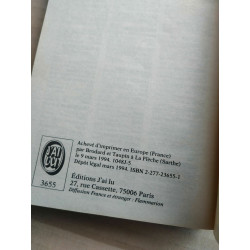 Achevé d'imprimer en Europe (France)
par Brodard et Taupin à La Flèche (Sarthe)
le 9 mars 1994. 1048J-5
Dépôt légal mars 1994. ISBN 2-277-23655-1
J'AI
LU
3655
Éditions J'ai lu
27, rue Cassette, 75006 Paris
Diffusion France et étranger : Flammarion